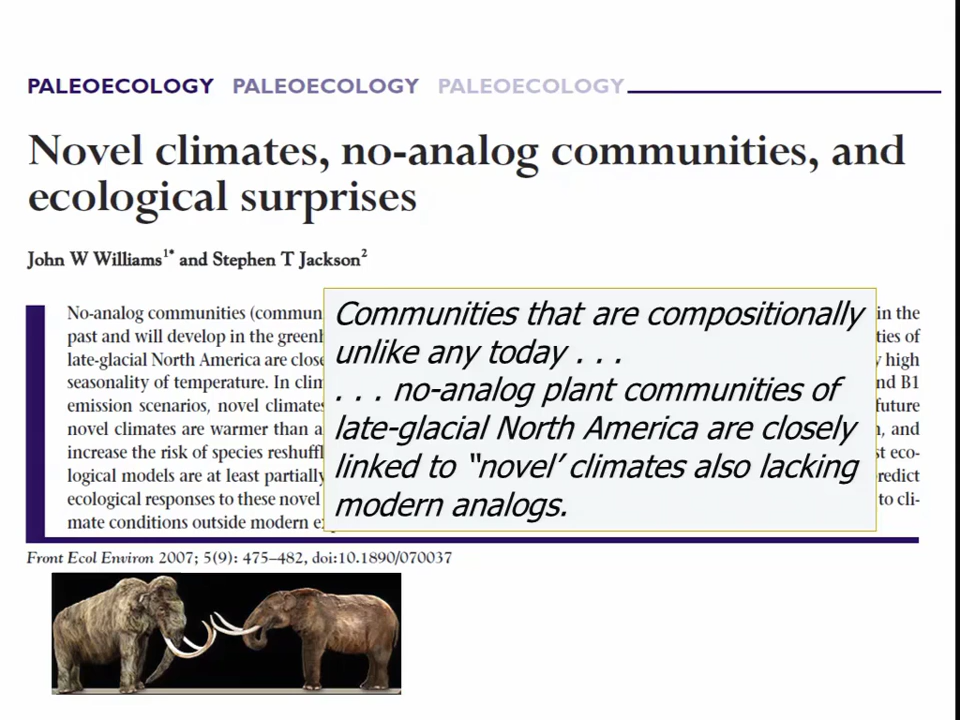 PALEOECOLOGY PALEOECOLOGY PALEOECOLOGY
Novel climates, no-analog communities, and
ecological surprises
John W Williams1* and Stephen T Jackson2
No-analog communities (commun in the
past and will develop in the greenh ties of
late-glacial North America are close y high
seasonality of temperature. In clim nd B1
emission scenarios, novel climates future
novel climates are warmer than a n, and
increase the risk of species reshuffl st eco-
logical models are at least partially predict
ecological responses to these novel to cli-
mate conditions outside modern
Communities that are compositionally
unlike any today . . .
. . . no-analog plant communities of
late-glacial North America are closely
linked to “novel’ climates also lacking
modern analogs.
Front Ecol Environ 2007; 5(9): 475–482, doi:10.1890/070037